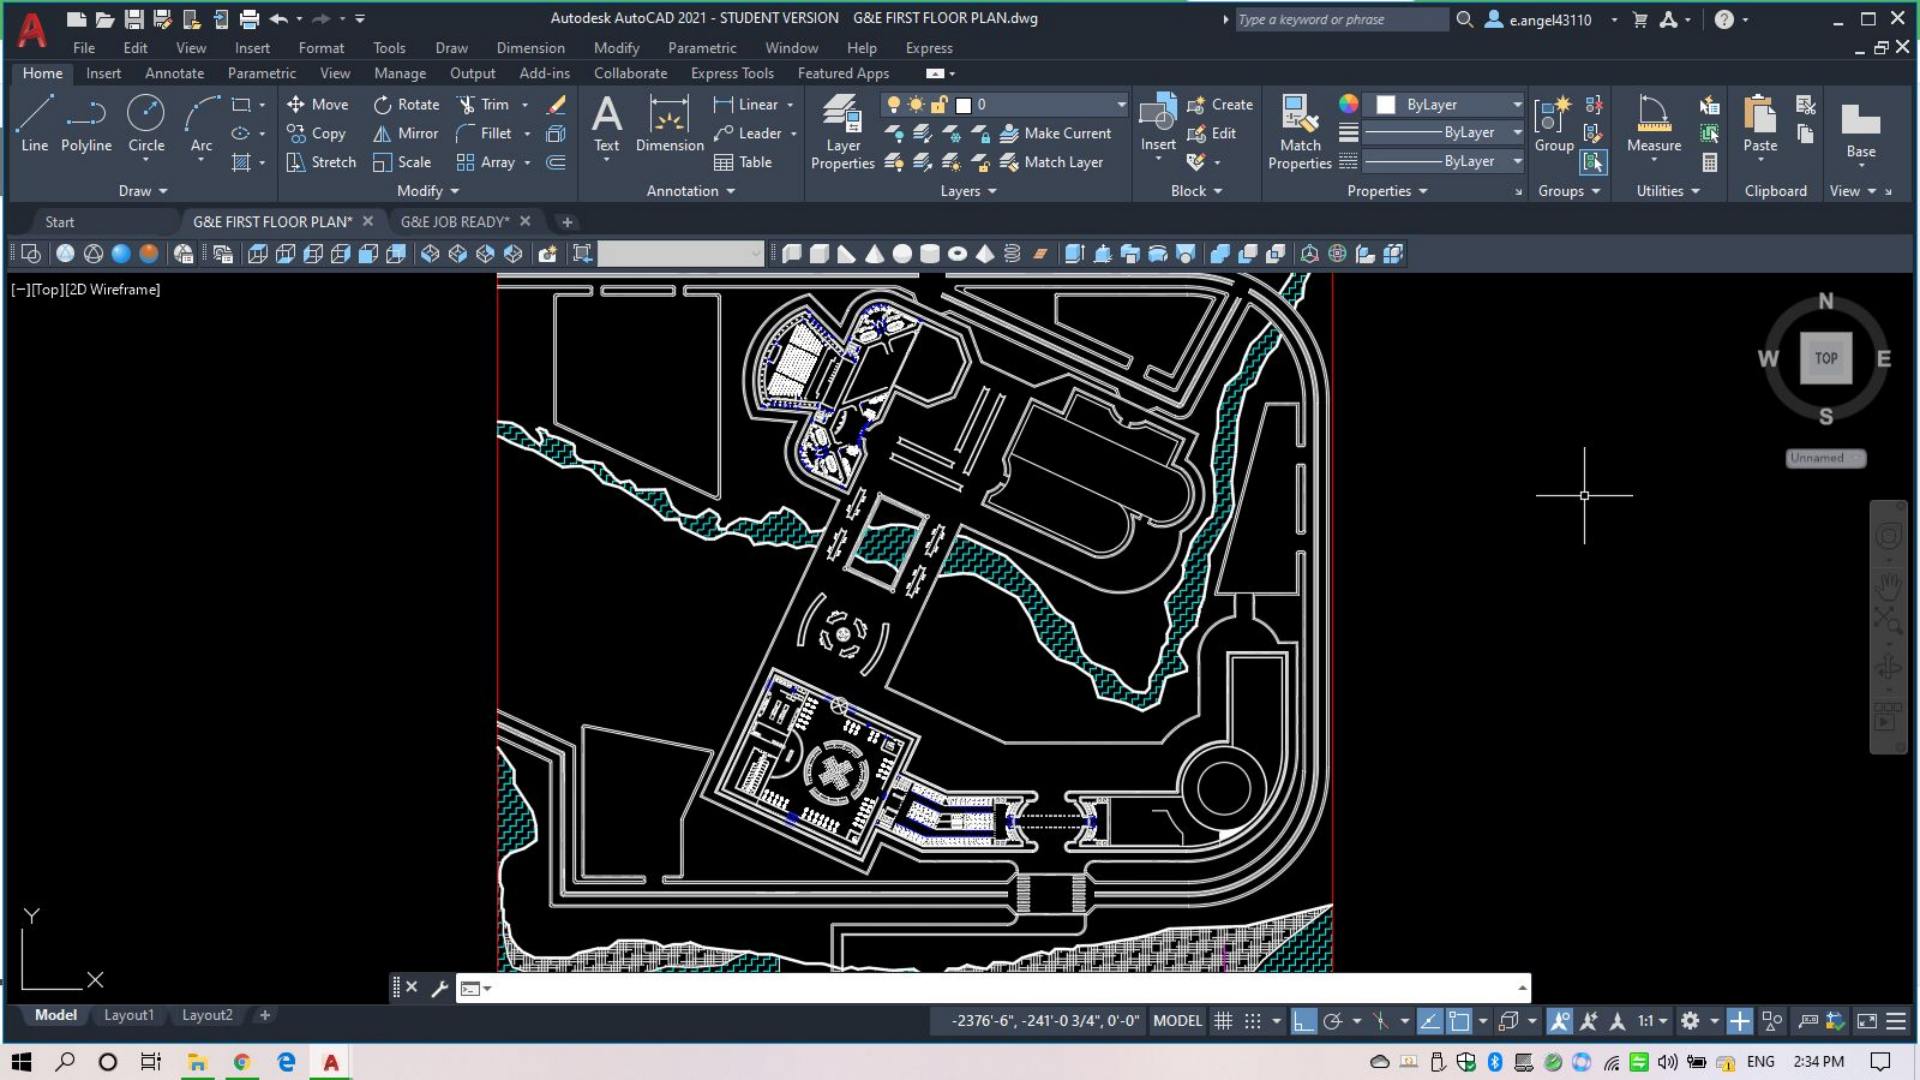 Autodesk AutoCAD 2021 - STUDENT VERSION G&E FIRST FLOOR PLAN.dwg
Type a keyword or phrase
e.angel43110
File Edit View Insert Format Tools Draw Dimension Modify Parametric Window Help Express
Home Insert Annotate Parametric View Manage Output Add-ins Collaborate Express Tools Featured Apps
Line Polyline Circle Arc
Move Rotate Trim
Copy Mirror Fillet
Stretch Scale Array
Text Dimension
Linear
Leader
Table
Layer Properties
0
Make Current
Match Layer
Insert
Create
Edit
Match Properties
ByLayer
ByLayer
ByLayer
Group
Measure
Paste
Base
Draw Modify Annotation Layers Block Properties Groups Utilities Clipboard View
Start G&E FIRST FLOOR PLAN* G&E JOB READY*
[−][Top][2D Wireframe]
N
W TOP E
S
Unnamed
Y
X
Model Layout1 Layout2 +
-2376'-6", -241'-0 3/4", 0'-0" MODEL 1:1
ENG 2:34 PM